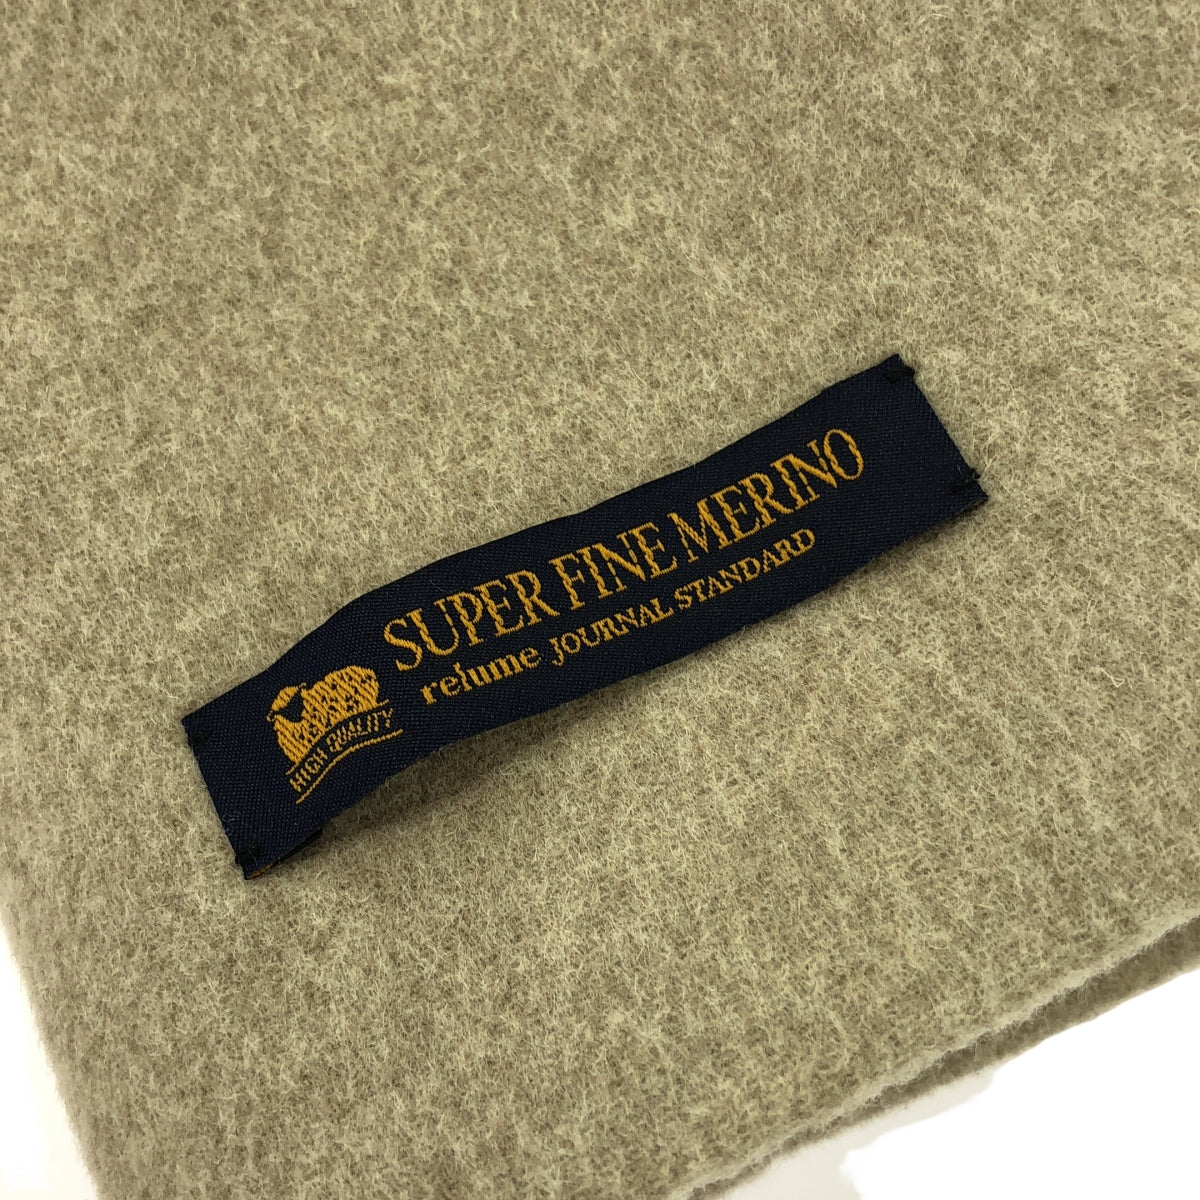 SUPER FINE MERINO
relume JOURNAL STANDARD
HIGH QUALITY